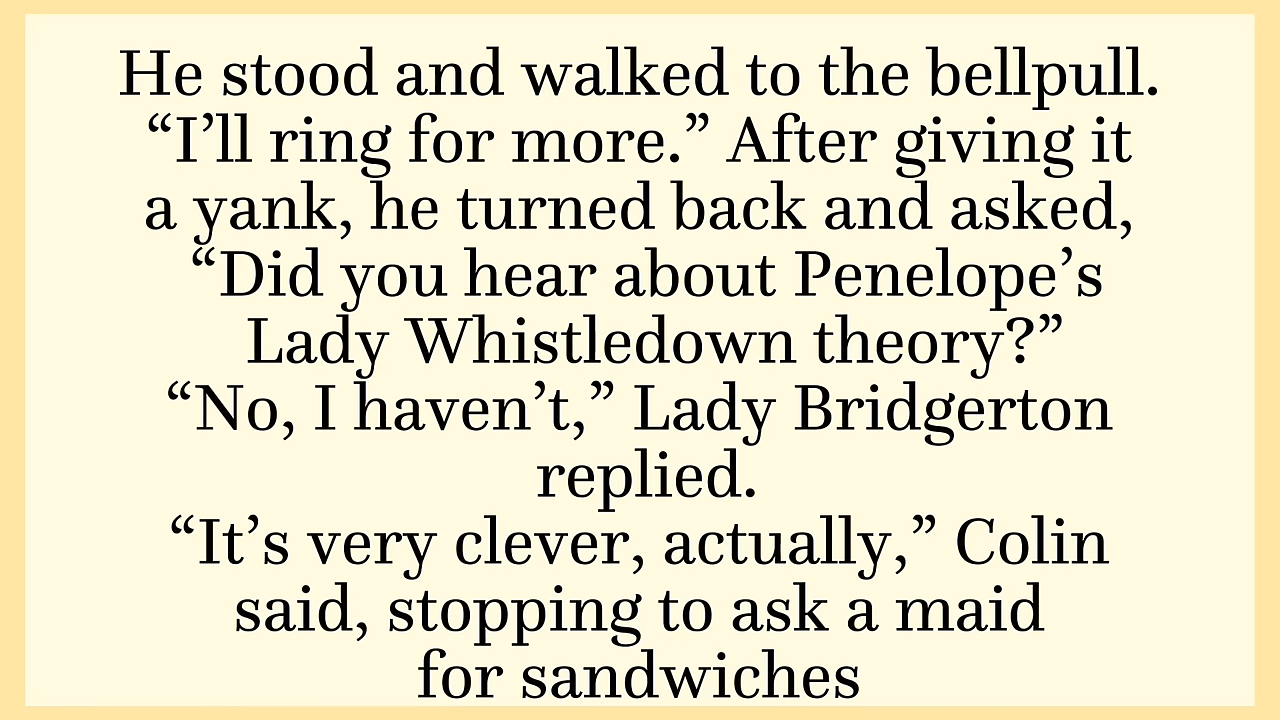 He stood and walked to the bellpull.
“I’ll ring for more.” After giving it
a yank, he turned back and asked,
“Did you hear about Penelope’s
Lady Whistledown theory?”
“No, I haven’t,” Lady Bridgerton
replied.
“It’s very clever, actually,” Colin
said, stopping to ask a maid
for sandwiches